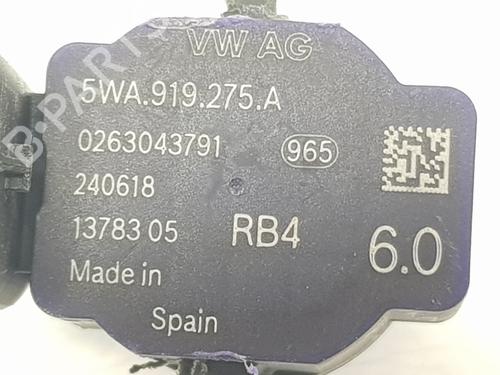 VW AG
5WA.919.275.A
0263043791 965
240618
13783 05 RB4 6.0
Made in
Spain
B-PARTS